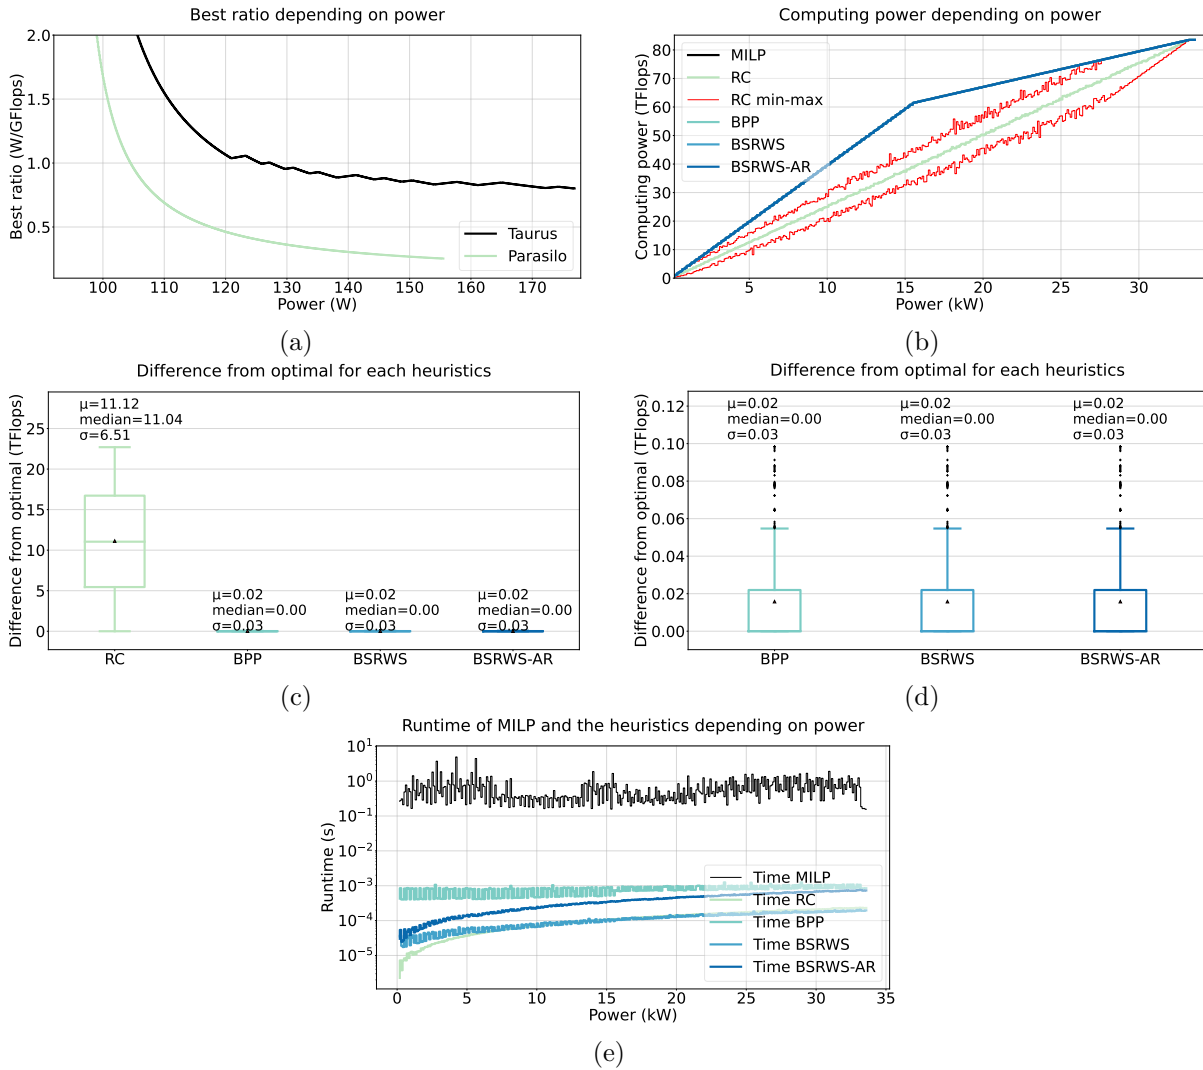 Best ratio depending on power
2.0
1.5
1.0
0.5
Best ratio (W/GFlops)
Taurus
Parasilo
100 110 120 130 140 150 160 170
Power (W)
(a)
Computing power depending on power
80
70
60
50
40
30
20
10
0
Computing power (TFlops)
MILP
RC
RC min-max
BPP
BSRWS
BSRWS-AR
5 10 15 20 25 30
Power (kW)
(b)
Difference from optimal for each heuristics
25
20
15
10
5
0
Difference from optimal (TFlops)
μ=11.12
median=11.04
σ=6.51
μ=0.02
median=0.00
σ=0.03
μ=0.02
median=0.00
σ=0.03
μ=0.02
median=0.00
σ=0.03
RC BPP BSRWS BSRWS-AR
(c)
Difference from optimal for each heuristics
0.12
0.10
0.08
0.06
0.04
0.02
0.00
Difference from optimal (TFlops)
μ=0.02
median=0.00
σ=0.03
μ=0.02
median=0.00
σ=0.03
μ=0.02
median=0.00
σ=0.03
BPP BSRWS BSRWS-AR
(d)
Runtime of MILP and the heuristics depending on power
10¹
10⁰
10⁻¹
10⁻²
10⁻³
10⁻⁴
10⁻⁵
Runtime (s)
Time MILP
Time RC
Time BPP
Time BSRWS
Time BSRWS-AR
0 5 10 15 20 25 30 35
Power (kW)
(e)